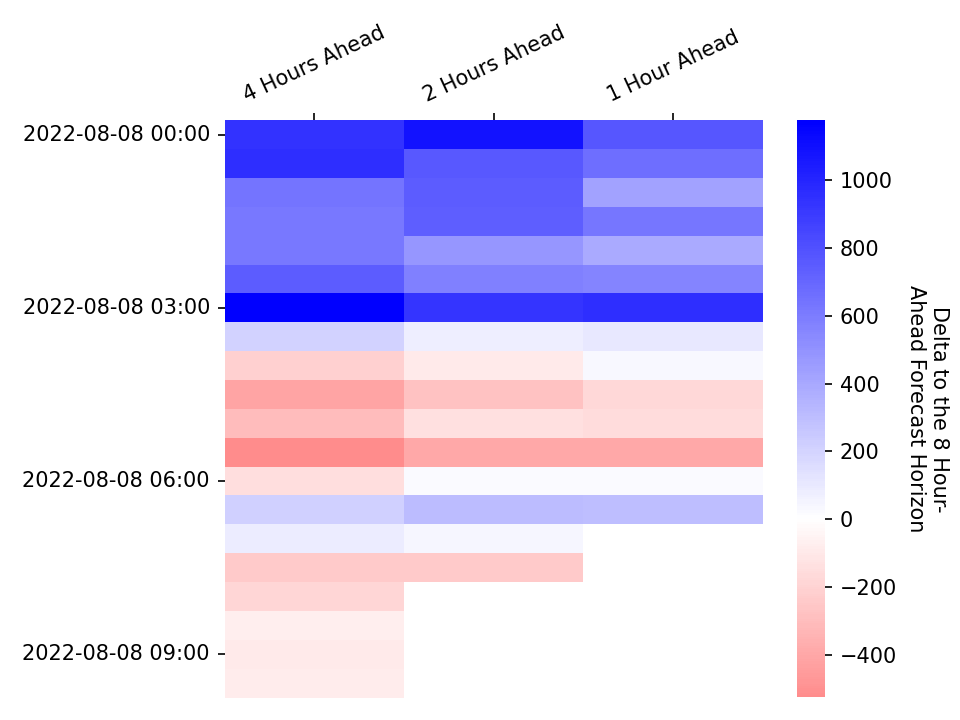 4 Hours Ahead
2 Hours Ahead
1 Hour Ahead
2022-08-08 00:00
2022-08-08 03:00
2022-08-08 06:00
2022-08-08 09:00
1000
800
600
400
200
0
−200
−400
Delta to the 8 Hour-
Ahead Forecast Horizon